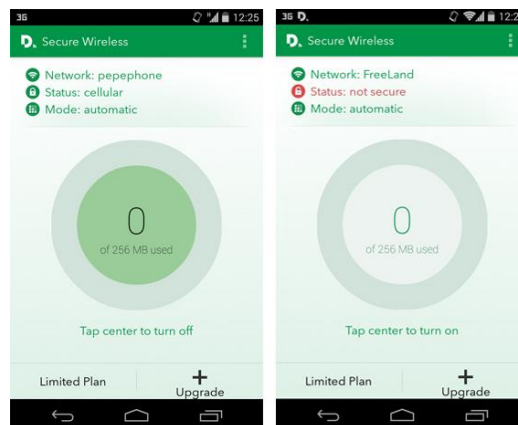 3G 12:25
D. Secure Wireless
Network: pepephone
Status: cellular
Mode: automatic
0
of 256 MB used
Tap center to turn off
Limited Plan
+
Upgrade
3G D. 12:2
D. Secure Wireless
Network: FreeLand
Status: not secure
Mode: automatic
0
of 256 MB used
Tap center to turn on
Limited Plan
+
Upgrade